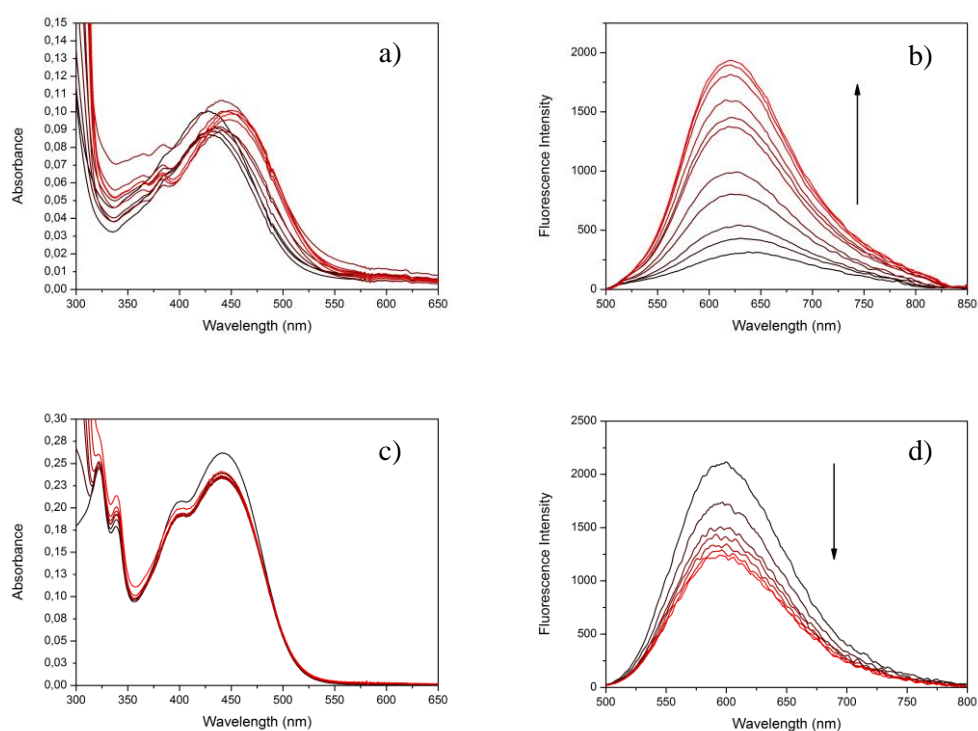 a)
0,15
0,14
0,13
0,12
0,11
0,10
0,09
0,08
0,07
0,06
0,05
0,04
0,03
0,02
0,01
0,00
Absorbance
300 350 400 450 500 550 600 650
Wavelength (nm)
b)
2000
1500
1000
500
0
Fluorescence Intensity
500 550 600 650 700 750 800 850
Wavelength (nm)
c)
0,30
0,28
0,25
0,23
0,20
0,18
0,15
0,13
0,10
0,08
0,05
0,03
0,00
Absorbance
300 350 400 450 500 550 600 650
Wavelength (nm)
d)
2500
2000
1500
1000
500
0
Fluorescence Intensity
500 550 600 650 700 750 800
Wavelength (nm)